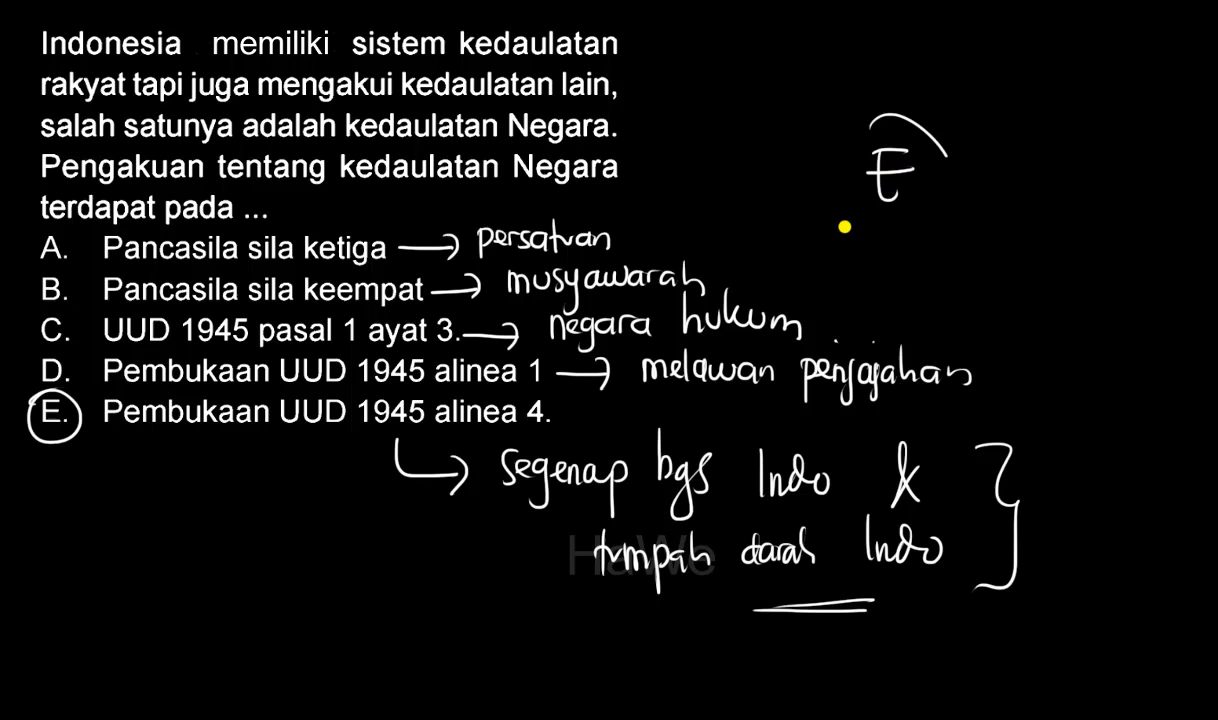 Indonesia memiliki sistem kedaulatan
rakyat tapi juga mengakui kedaulatan lain,
salah satunya adalah kedaulatan Negara.
Pengakuan tentang kedaulatan Negara
terdapat pada ...
E
A. Pancasila sila ketiga → persatuan
B. Pancasila sila keempat → musyawarah
C. UUD 1945 pasal 1 ayat 3. → negara hukum
D. Pembukaan UUD 1945 alinea 1 → melawan penjajahan
E. Pembukaan UUD 1945 alinea 4.
→ segenap bgs Indo &
tumpah darah Indo